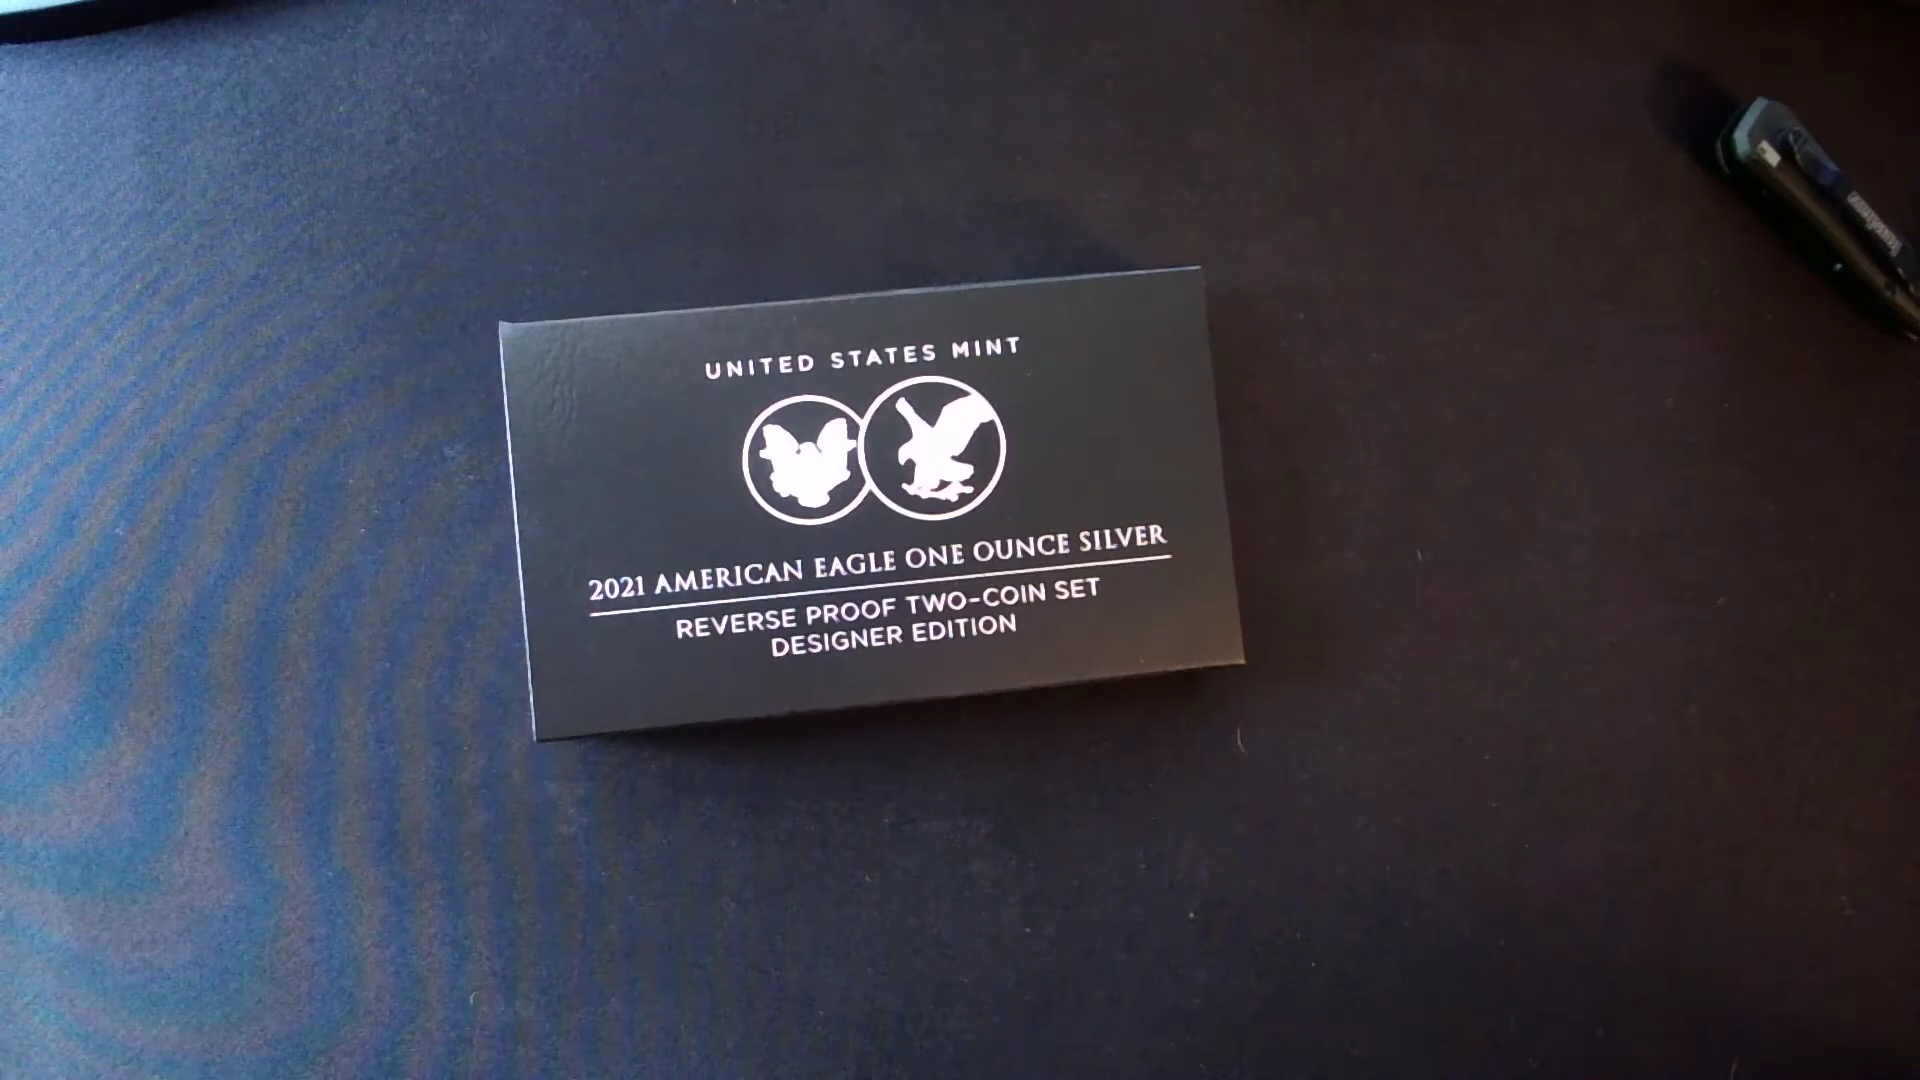 UNITED STATES MINT
2021 AMERICAN EAGLE ONE OUNCE SILVER
REVERSE PROOF TWO-COIN SET
DESIGNER EDITION